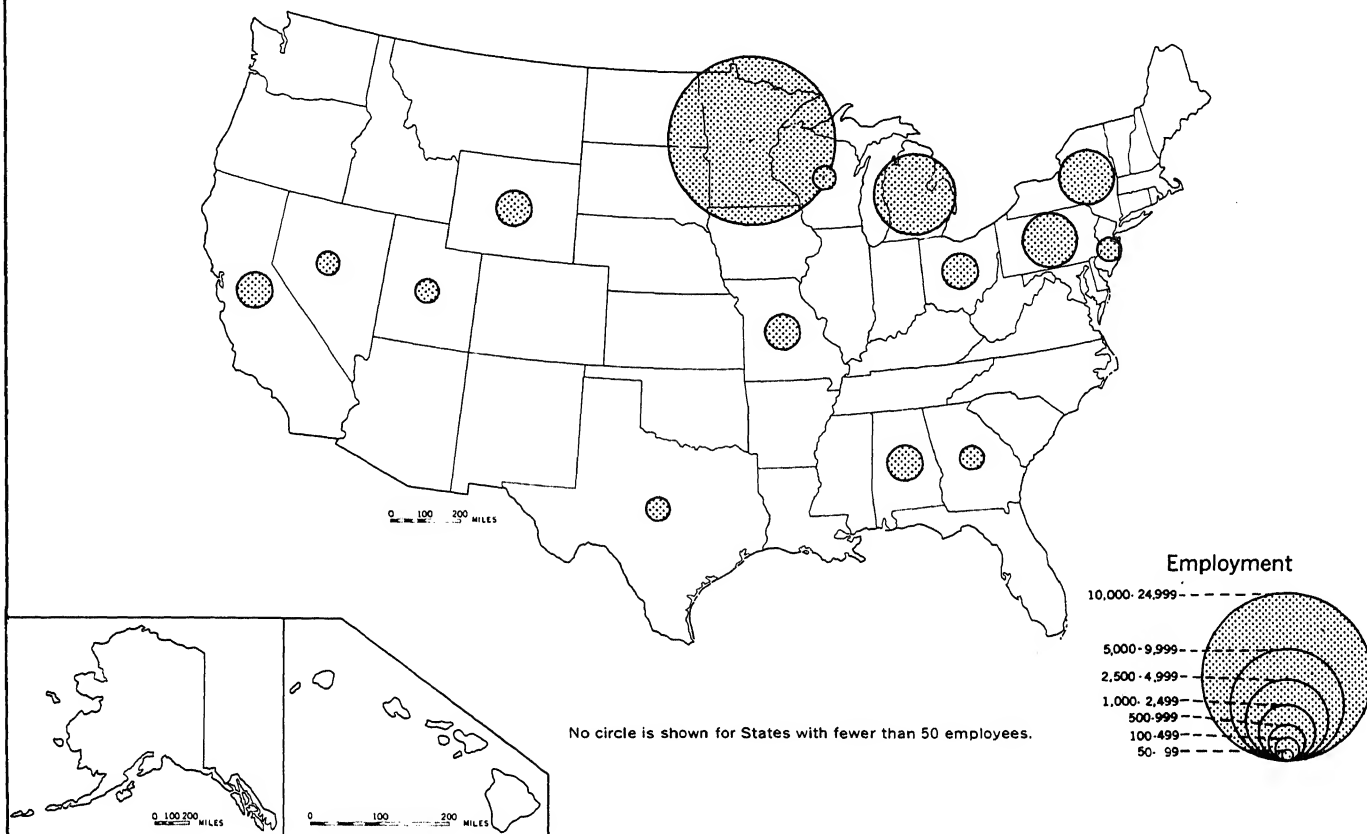 0 100 200 MILES
Employment
10,000-24,999
5,000-9,999
2,500-4,999
1,000-2,499
500-999
100-499
50-99
No circle is shown for States with fewer than 50 employees.
0 100 200 MILES
0 100 200 MILES